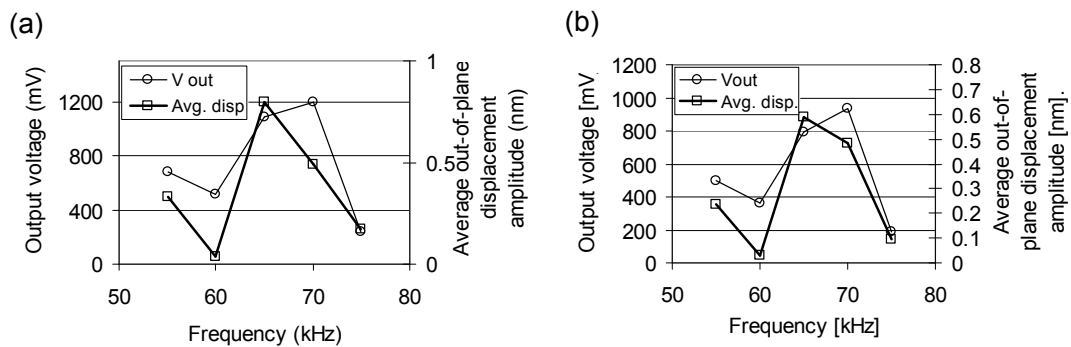 (a)
Output voltage (mV)
1200
800
400
0
V out
Avg. disp
1
0.5
0
Average out-of-plane
displacement
amplitude (nm)
50 60 70 80
Frequency (kHz)
(b)
Output voltage [mV]
1200
1000
800
600
400
200
0
Vout
Avg. disp.
0.8
0.7
0.6
0.5
0.4
0.3
0.2
0.1
0
Average out-of-
plane displacement
amplitude [nm].
50 60 70 80
Frequency [kHz]